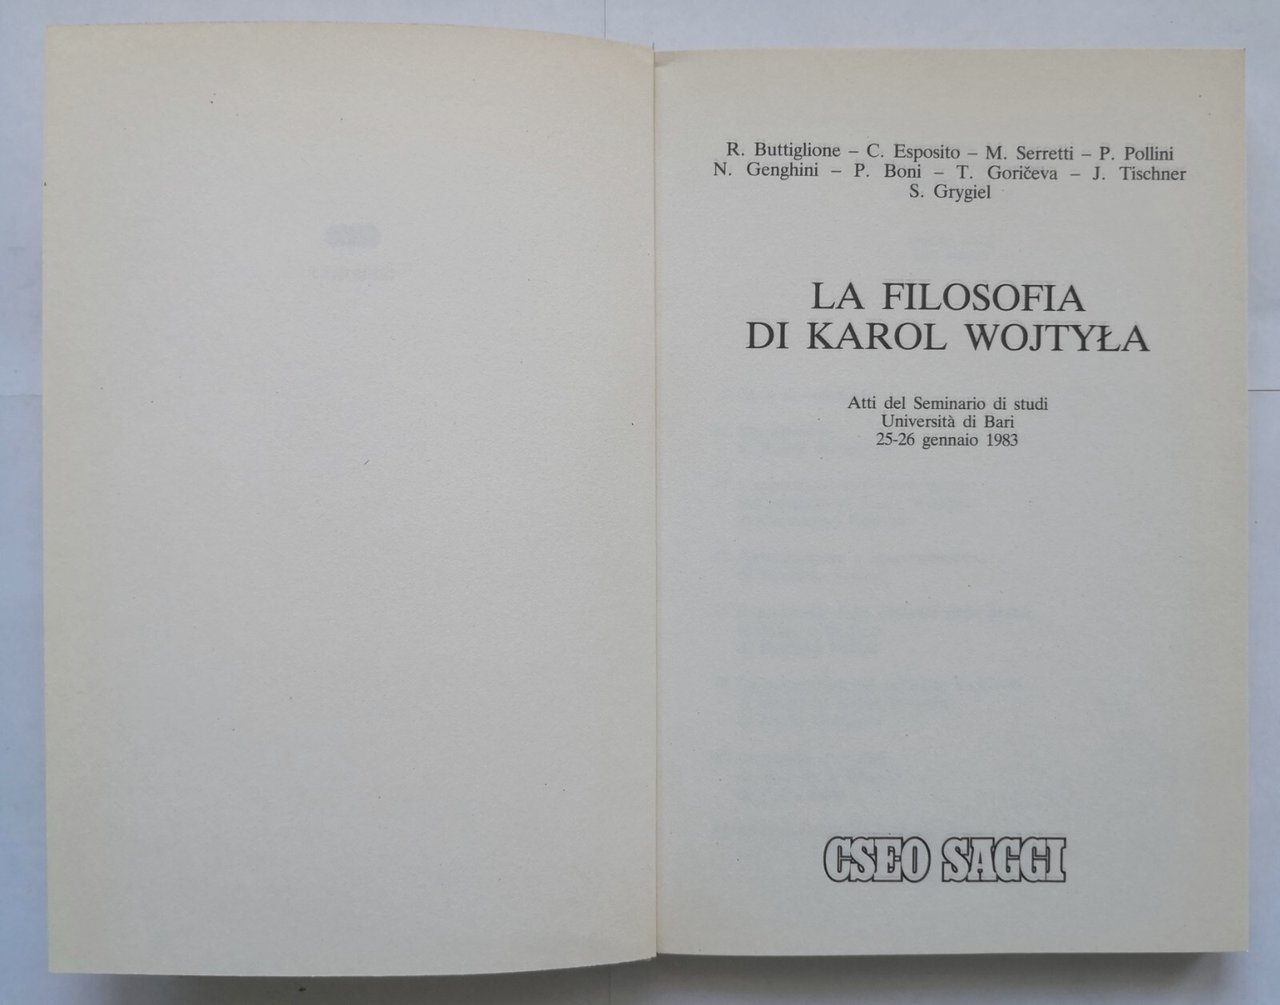 R. Buttiglione – C. Esposito – M. Serretti – P. Pollini
N. Genghini – P. Boni – T. Goričeva – J. Tischner
S. Grygiel
LA FILOSOFIA
DI KAROL WOJTYŁA
Atti del Seminario di studi
Università di Bari
25-26 gennaio 1983
CSEO SAGGI